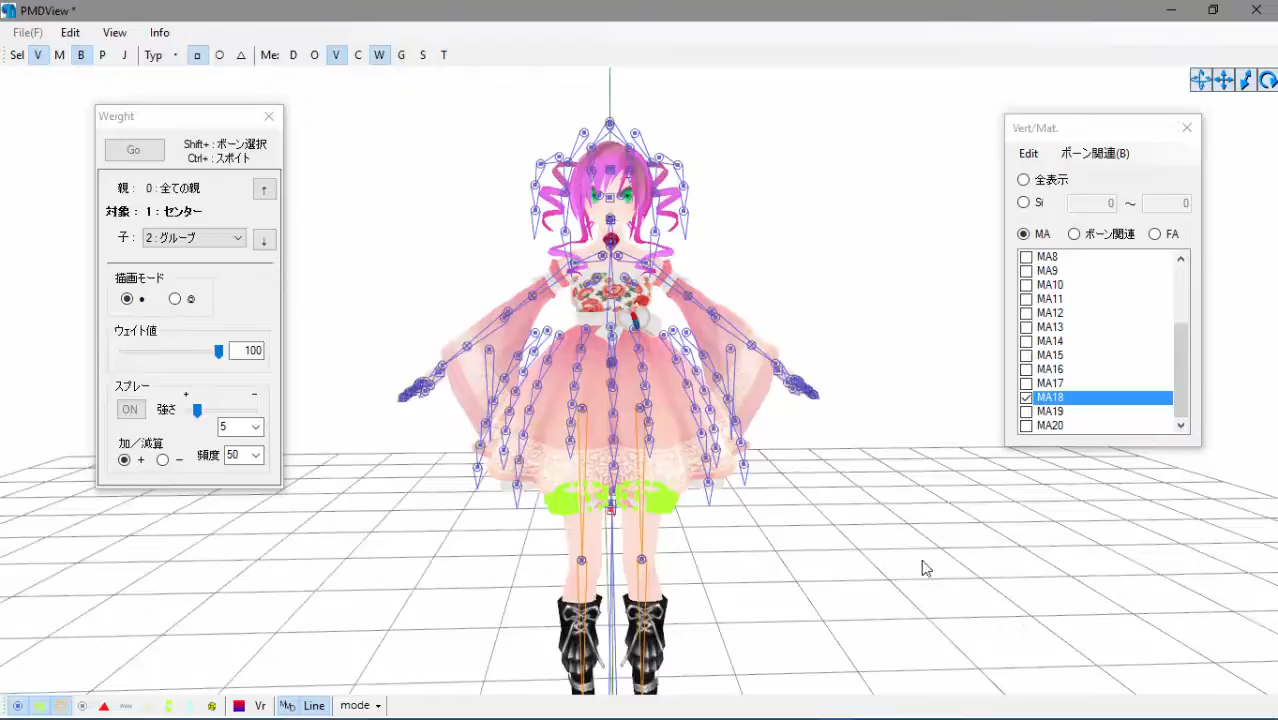 PMDView *
File(F) Edit View Info
Sel V M B P J Typ Me: D O V C W G S T
Weight
Go
Shift+ : ボーン選択
Ctrl+ : スポイト
親 : 0 : 全ての親 ↑
対象 : 1 : センター
子 : 2 : グルーブ ↓
描画モード
● ◎
ウェイト値
100
スプレー + −
ON 強さ
5
加/減算
+ − 頻度 50
Vert/Mat.
Edit ボーン関連(B)
全表示
Si 0 ～ 0
MA ボーン関連 FA
MA8
MA9
MA10
MA11
MA12
MA13
MA14
MA15
MA16
MA17
MA18
MA19
MA20
Vr Line mode